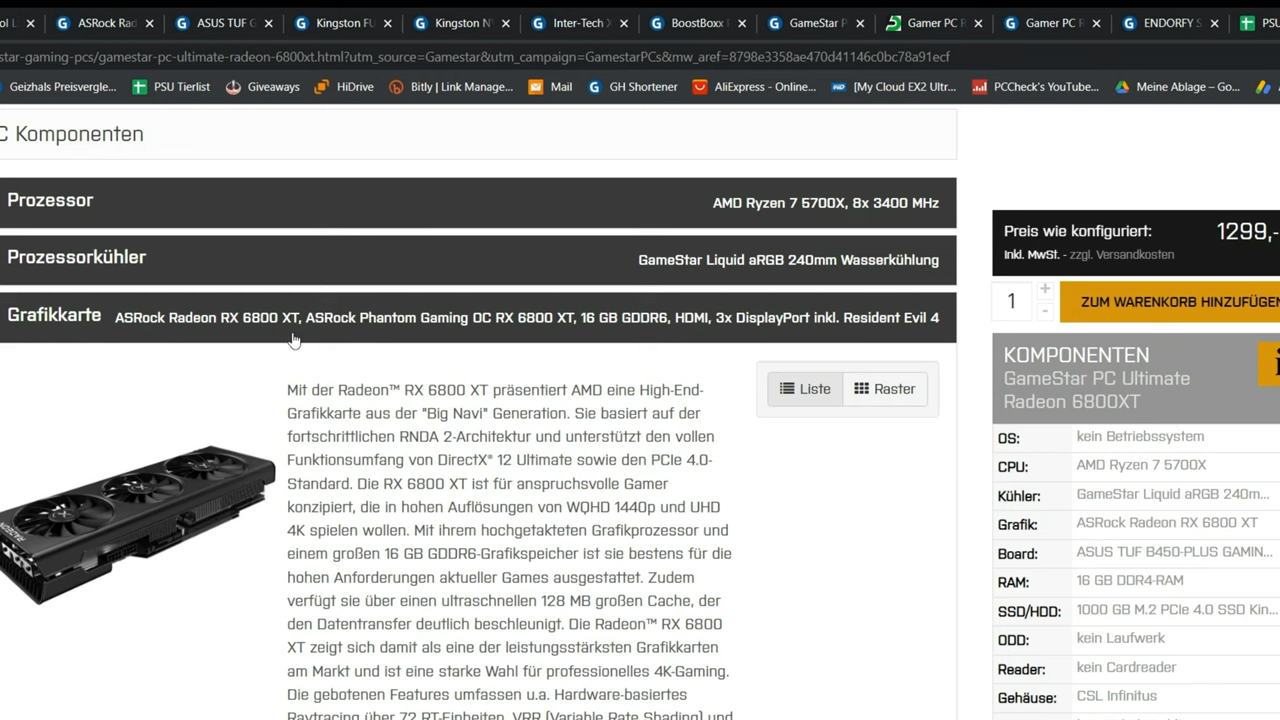 ol L
ASRock Rad
ASUS TUF G
Kingston FU
Kingston NV
Inter-Tech X
BoostBoxx
GameStar P
Gamer PC R
Gamer PC R
ENDORFY S
PSU
star-gaming-pcs/gamestar-pc-ultimate-radeon-6800xt.html?utm_source=Gamestar&utm_campaign=GamestarPCs&mw_aref=8798e3358ae470d41146c0bc78a91ecf
Geizhals Preisvergle...
PSU Tierlist
Giveaways
HiDrive
Bitly | Link Manage...
Mail
GH Shortener
AliExpress - Online...
[My Cloud EX2 Ultr...
PCCheck's YouTube...
Meine Ablage – Go...
C Komponenten
Prozessor
AMD Ryzen 7 5700X, 8x 3400 MHz
Prozessorkühler
GameStar Liquid aRGB 240mm Wasserkühlung
Grafikkarte
ASRock Radeon RX 6800 XT, ASRock Phantom Gaming OC RX 6800 XT, 16 GB GDDR6, HDMI, 3x DisplayPort inkl. Resident Evil 4
Liste
Raster
Mit der Radeon™ RX 6800 XT präsentiert AMD eine High-End-
Grafikkarte aus der "Big Navi" Generation. Sie basiert auf der
fortschrittlichen RNDA 2-Architektur und unterstützt den vollen
Funktionsumfang von DirectX® 12 Ultimate sowie den PCIe 4.0-
Standard. Die RX 6800 XT ist für anspruchsvolle Gamer
konzipiert, die in hohen Auflösungen von WQHD 1440p und UHD
4K spielen wollen. Mit ihrem hochgetakteten Grafikprozessor und
einem großen 16 GB GDDR6-Grafikspeicher ist sie bestens für die
hohen Anforderungen aktueller Games ausgestattet. Zudem
verfügt sie über einen ultraschnellen 128 MB großen Cache, der
den Datentransfer deutlich beschleunigt. Die Radeon™ RX 6800
XT zeigt sich damit als eine der leistungsstärksten Grafikkarten
am Markt und ist eine starke Wahl für professionelles 4K-Gaming.
Die gebotenen Features umfassen u.a. Hardware-basiertes
Raytracing über 72 RT-Einheiten, VRR (Variable Rate Shading) und
RADEON
Preis wie konfiguriert:
1299,-
Inkl. MwSt. - zzgl. Versandkosten
1
+
-
ZUM WARENKORB HINZUFÜGEN
KOMPONENTEN
GameStar PC Ultimate
Radeon 6800XT
OS: kein Betriebssystem
CPU: AMD Ryzen 7 5700X
Kühler: GameStar Liquid aRGB 240m...
Grafik: ASRock Radeon RX 6800 XT
Board: ASUS TUF B450-PLUS GAMIN...
RAM: 16 GB DDR4-RAM
SSD/HDD: 1000 GB M.2 PCIe 4.0 SSD Kin...
ODD: kein Laufwerk
Reader: kein Cardreader
Gehäuse: CSL Infinitus